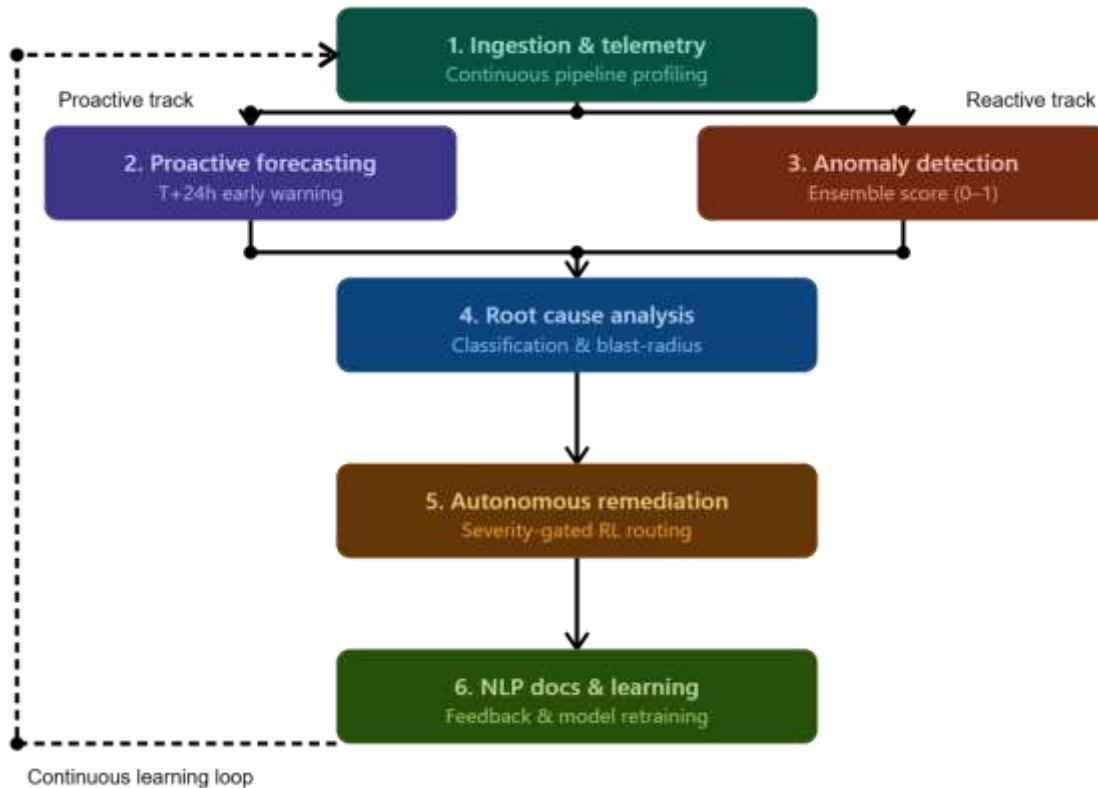 1. Ingestion & telemetry
Continuous pipeline profiling
Proactive track
Reactive track
2. Proactive forecasting
T+24h early warning
3. Anomaly detection
Ensemble score (0–1)
4. Root cause analysis
Classification & blast-radius
5. Autonomous remediation
Severity-gated RL routing
6. NLP docs & learning
Feedback & model retraining
Continuous learning loop